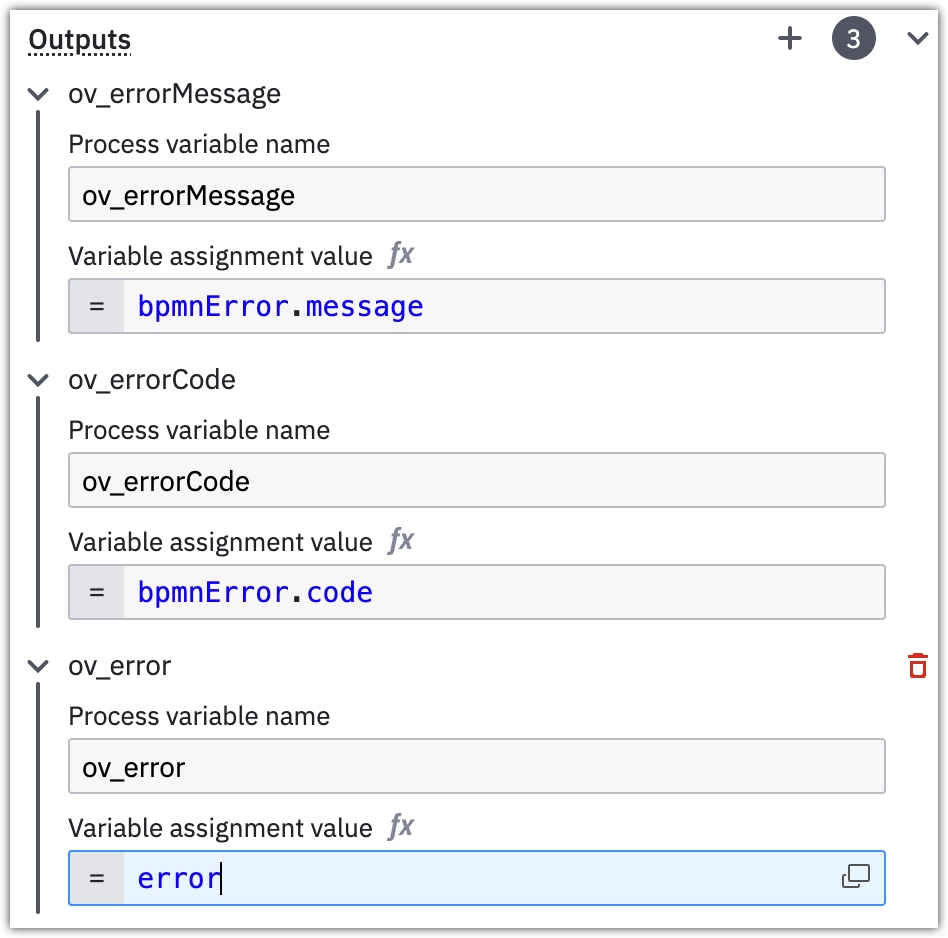 Outputs
3
ov_errorMessage
Process variable name
ov_errorMessage
Variable assignment value fx
= bpmnError.message
ov_errorCode
Process variable name
ov_errorCode
Variable assignment value fx
= bpmnError.code
ov_error
Process variable name
ov_error
Variable assignment value fx
= error